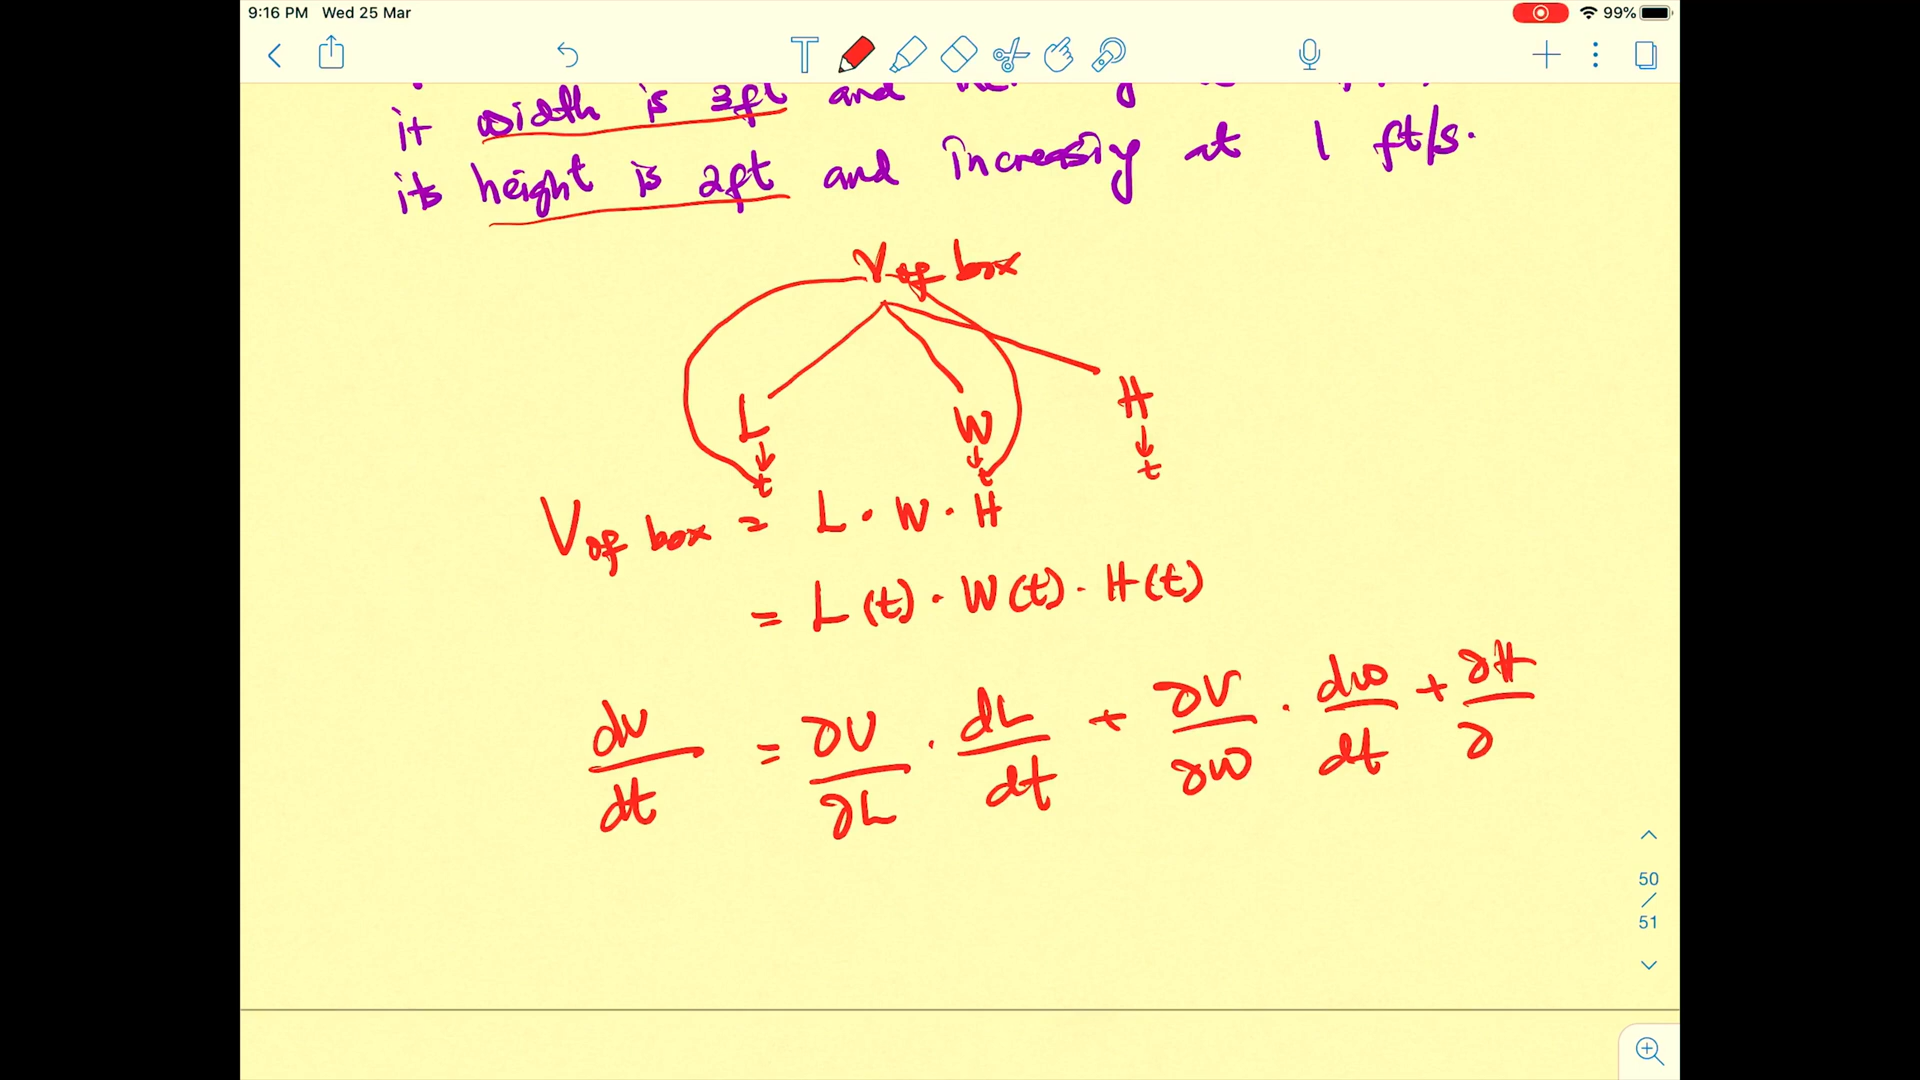 9:16 PM Wed 25 Mar 99%
T
it width is 3ft and
its height is 2ft and increasing at 1 ft/s.
V of box
L W H
t t t
V of box = L · W · H
= L(t) · W(t) · H(t)
dV/dt = ∂V/∂L · dL/dt + ∂V/∂W · dW/dt + ∂H/∂
50
/
51